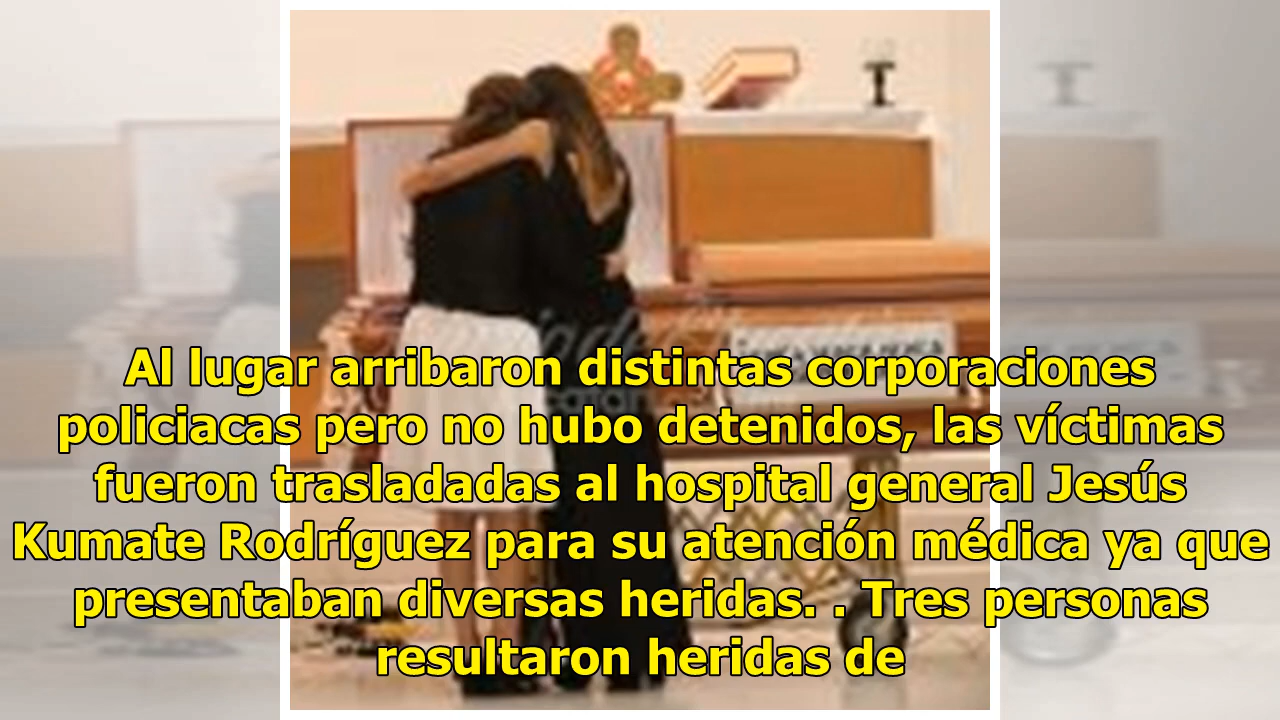 Al lugar arribaron distintas corporaciones
policiacas pero no hubo detenidos, las víctimas
fueron trasladadas al hospital general Jesús
Kumate Rodríguez para su atención médica ya que
presentaban diversas heridas. . Tres personas
resultaron heridas de